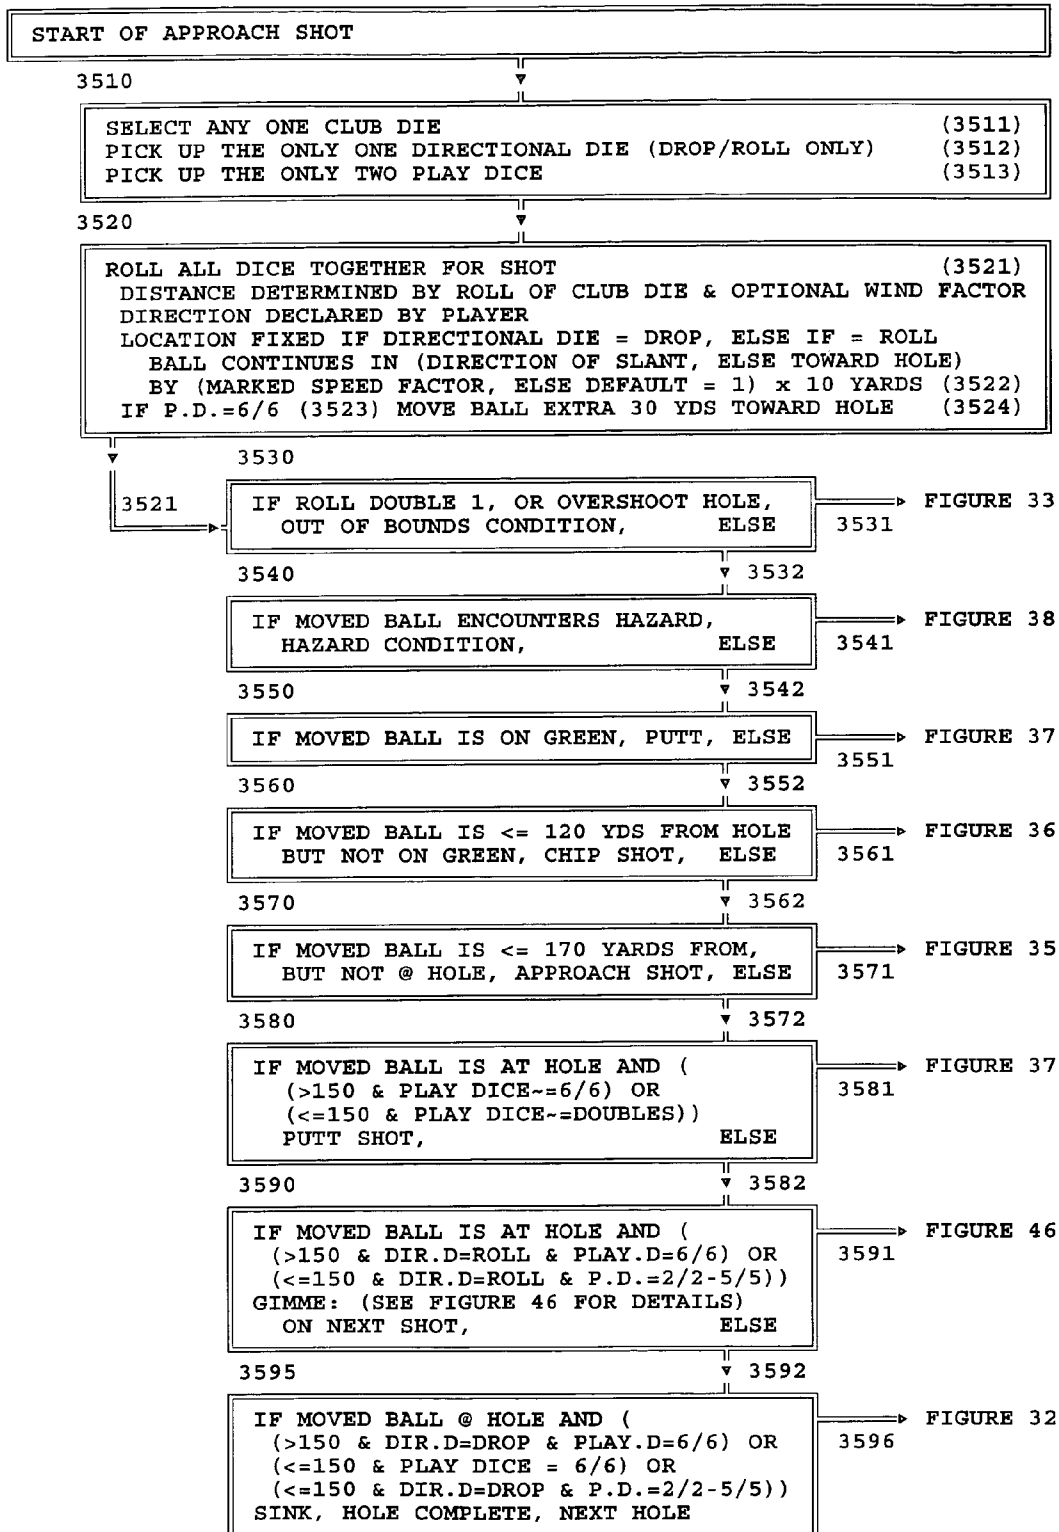 START OF APPROACH SHOT
3510
SELECT ANY ONE CLUB DIE (3511)
PICK UP THE ONLY ONE DIRECTIONAL DIE (DROP/ROLL ONLY) (3512)
PICK UP THE ONLY TWO PLAY DICE (3513)
3520
ROLL ALL DICE TOGETHER FOR SHOT (3521)
DISTANCE DETERMINED BY ROLL OF CLUB DIE & OPTIONAL WIND FACTOR
DIRECTION DECLARED BY PLAYER
LOCATION FIXED IF DIRECTIONAL DIE = DROP, ELSE IF = ROLL
BALL CONTINUES IN (DIRECTION OF SLANT, ELSE TOWARD HOLE)
BY (MARKED SPEED FACTOR, ELSE DEFAULT = 1) x 10 YARDS (3522)
IF P.D.=6/6 (3523) MOVE BALL EXTRA 30 YDS TOWARD HOLE (3524)
3530
3521
IF ROLL DOUBLE 1, OR OVERSHOOT HOLE, FIGURE 33
OUT OF BOUNDS CONDITION, ELSE 3531
3540 3532
IF MOVED BALL ENCOUNTERS HAZARD, FIGURE 38
HAZARD CONDITION, ELSE 3541
3550 3542
IF MOVED BALL IS ON GREEN, PUTT, ELSE FIGURE 37
3551
3560 3552
IF MOVED BALL IS <= 120 YDS FROM HOLE FIGURE 36
BUT NOT ON GREEN, CHIP SHOT, ELSE 3561
3570 3562
IF MOVED BALL IS <= 170 YARDS FROM, FIGURE 35
BUT NOT @ HOLE, APPROACH SHOT, ELSE 3571
3580 3572
IF MOVED BALL IS AT HOLE AND ( FIGURE 37
(>150 & PLAY DICE~=6/6) OR 3581
(<=150 & PLAY DICE~=DOUBLES))
PUTT SHOT, ELSE
3590 3582
IF MOVED BALL IS AT HOLE AND ( FIGURE 46
(>150 & DIR.D=ROLL & PLAY.D=6/6) OR 3591
(<=150 & DIR.D=ROLL & P.D.=2/2-5/5))
GIMME: (SEE FIGURE 46 FOR DETAILS)
ON NEXT SHOT, ELSE
3595 3592
IF MOVED BALL @ HOLE AND ( FIGURE 32
(>150 & DIR.D=DROP & PLAY.D=6/6) OR 3596
(<=150 & PLAY DICE = 6/6) OR
(<=150 & DIR.D=DROP & P.D.=2/2-5/5))
SINK, HOLE COMPLETE, NEXT HOLE